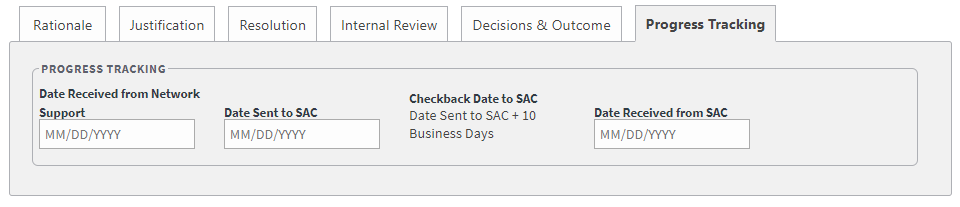 Rationale
Justification
Resolution
Internal Review
Decisions & Outcome
Progress Tracking
PROGRESS TRACKING
Date Received from Network
Support
MM/DD/YYYY
Date Sent to SAC
MM/DD/YYYY
Checkback Date to SAC
Date Sent to SAC + 10
Business Days
Date Received from SAC
MM/DD/YYYY